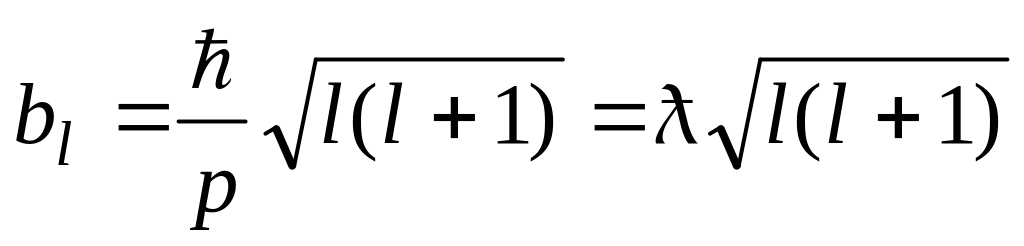 b_l = ℏ/p √l(l + 1) = ƛ √l(l + 1)